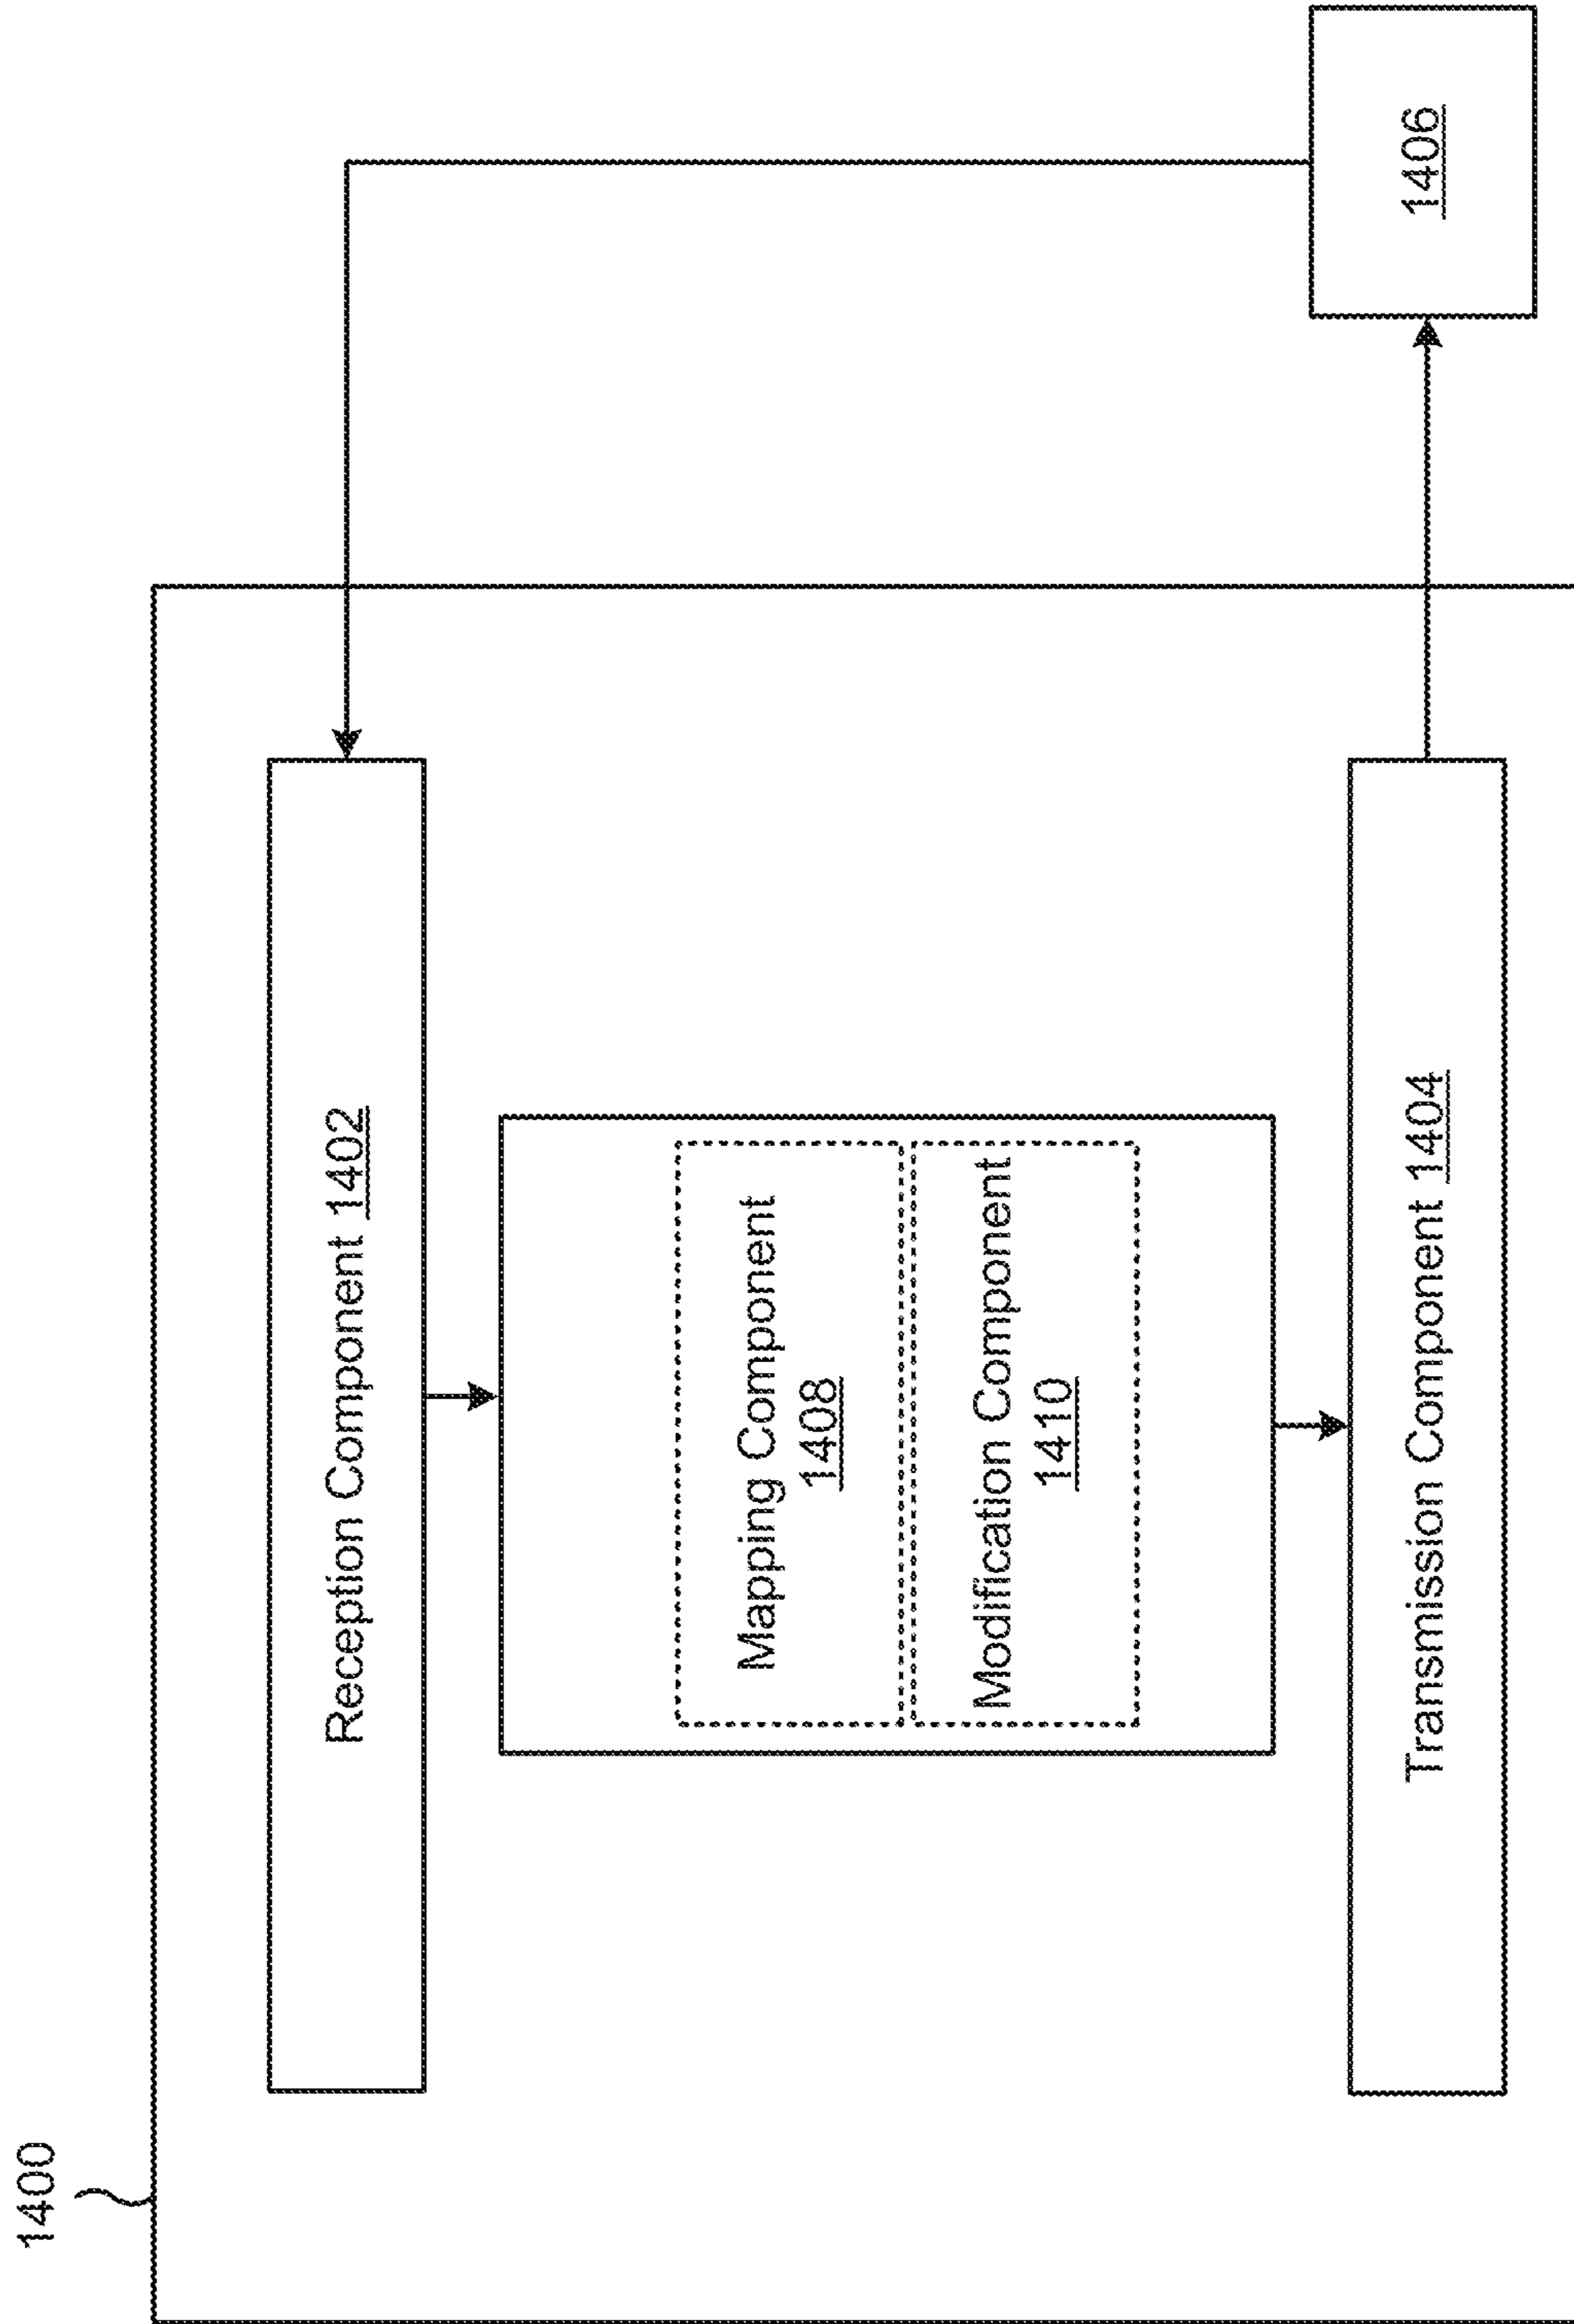 1400
Reception Component 1402
Mapping Component
1408
Modification Component
1410
Transmission Component 1404
1406